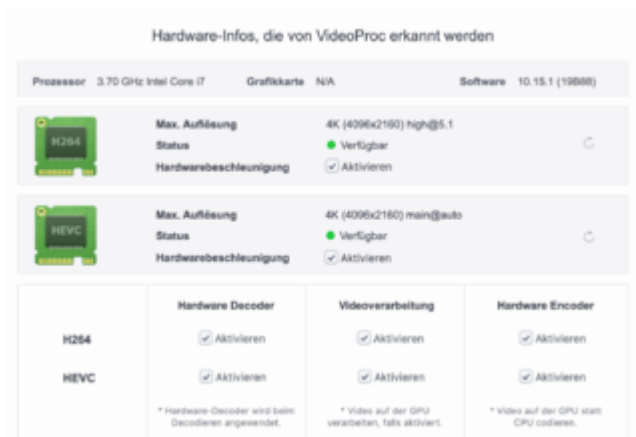 Hardware-Infos, die von VideoProc erkannt werden
Prozessor 3.70 GHz Intel Core i7 Grafikkarte N/A Software 10.15.1 (19B88)
H264
Max. Auflösung 4K (4096x2160) high@5.1
Status Verfügbar
Hardwarebeschleunigung Aktivieren
HEVC
Max. Auflösung 4K (4096x2160) main@auto
Status Verfügbar
Hardwarebeschleunigung Aktivieren
Hardware Decoder Videoverarbeitung Hardware Encoder
H264 Aktivieren Aktivieren Aktivieren
HEVC Aktivieren Aktivieren Aktivieren
* Hardware-Decoder wird beim * Video auf der GPU * Video auf der GPU statt
Decodieren angewendet. verarbeiten, falls aktiviert. CPU codieren.